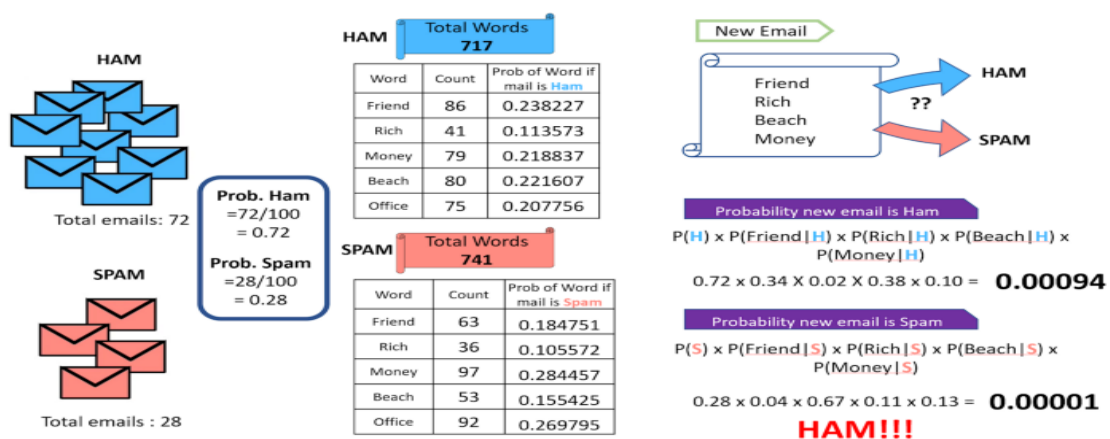 HAM
Total emails: 72
SPAM
Total emails : 28
Prob. Ham
=72/100
= 0.72
Prob. Spam
=28/100
= 0.28
HAM
Total Words
717
Word Count Prob of Word if mail is Ham
Friend 86 0.238227
Rich 41 0.113573
Money 79 0.218837
Beach 80 0.221607
Office 75 0.207756
SPAM
Total Words
741
Word Count Prob of Word if mail is Spam
Friend 63 0.184751
Rich 36 0.105572
Money 97 0.284457
Beach 53 0.155425
Office 92 0.269795
New Email
Friend
Rich
Beach
Money
HAM
??
SPAM
Probability new email is Ham
P(H) x P(Friend|H) x P(Rich|H) x P(Beach|H) x
P(Money|H)
0.72 x 0.34 X 0.02 X 0.38 x 0.10 = 0.00094
Probability new email is Spam
P(S) x P(Friend|S) x P(Rich|S) x P(Beach|S) x
P(Money|S)
0.28 x 0.04 x 0.67 x 0.11 x 0.13 = 0.00001
HAM!!!